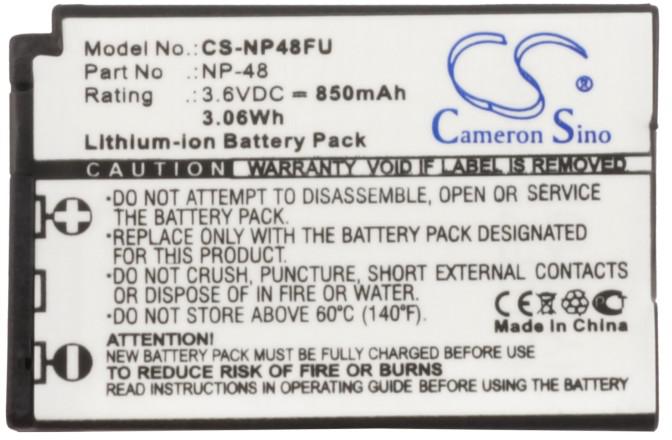 Model No. :CS-NP48FU
Part No :NP-48
Rating :3.6VDC = 850mAh
3.06Wh
Lithium-ion Battery Pack
CS ®
Cameron Sino
CAUTION WARRANTY VOID IF LABEL IS REMOVED
·DO NOT ATTEMPT TO DISASSEMBLE, OPEN OR SERVICE
THE BATTERY PACK.
·REPLACE ONLY WITH THE BATTERY PACK DESIGNATED
FOR THIS PRODUCT.
·DO NOT CRUSH, PUNCTURE, SHORT EXTERNAL CONTACTS
OR DISPOSE OF IN FIRE OR WATER.
·DO NOT STORE ABOVE 60°C (140°F)
CE
Made in China
ATTENTION!
NEW BATTERY PACK MUST BE FULLY CHARGED BEFORE
TO REDUCE RISK OF FIRE OR BURNS
READ INSTRUCTIONS IN OPERATING GUIDE BEFORE USING BATTERY